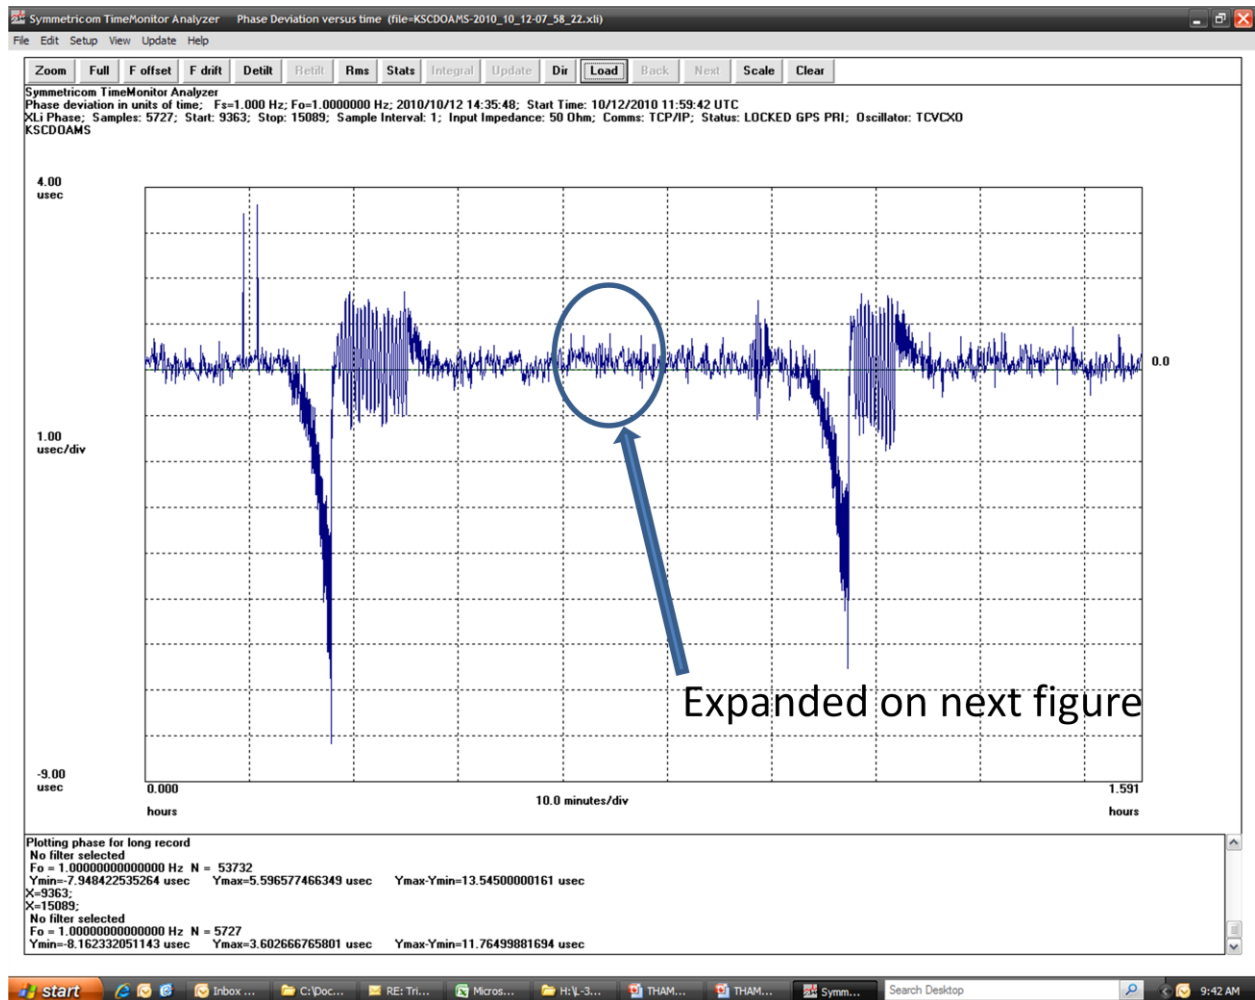 Symmetricom TimeMonitor Analyzer Phase Deviation versus time (file=KSCDOAMS-2010_10_12-07_58_22.xli)
File Edit Setup View Update Help
Zoom Full F offset F drift Detilt Retilt Rms Stats Integral Update Dir Load Back Next Scale Clear
Symmetricom TimeMonitor Analyzer
Phase deviation in units of time; Fs=1.000 Hz; Fo=1.0000000 Hz; 2010/10/12 14:35:48; Start Time: 10/12/2010 11:59:42 UTC
XLi Phase; Samples: 5727; Start: 9363; Stop: 15089; Sample Interval: 1; Input Impedance: 50 Ohm; Comms: TCP/IP; Status: LOCKED GPS PRI; Oscillator: TCVCXO
KSCDOAMS
4.00
usec
0.0
1.00
usec/div
Expanded on next figure
-9.00
usec
0.000
hours
10.0 minutes/div
1.591
hours
Plotting phase for long record
No filter selected
Fo = 1.00000000000000 Hz N = 53732
Ymin=-7.948422535264 usec Ymax=5.596577466349 usec Ymax-Ymin=13.54500000161 usec
X=9363;
X=15089;
No filter selected
Fo = 1.00000000000000 Hz N = 5727
Ymin=-8.162332051143 usec Ymax=3.602666765801 usec Ymax-Ymin=11.76499881694 usec
start Inbox ... C:\Doc... RE: Tri... Micros... H:\L-3... THAM... THAM... Symm... Search Desktop 9:42 AM